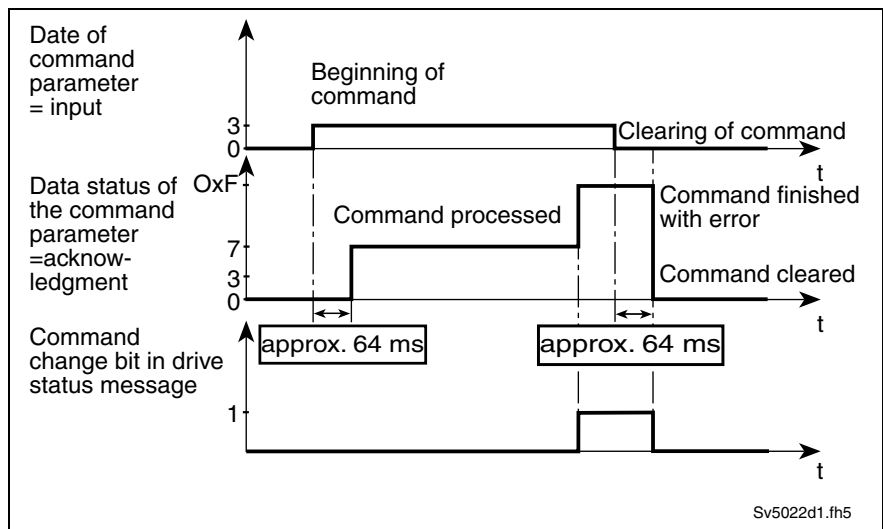 Date of
command
parameter
= input
Beginning of
command
3
0
Clearing of command
t
Data status of
the command
parameter
=acknow-
ledgment
OxF
Command processed
Command finished
with error
7
3
0
Command cleared
t
approx. 64 ms
approx. 64 ms
Command
change bit in drive
status message
1
t
Sv5022d1.fh5